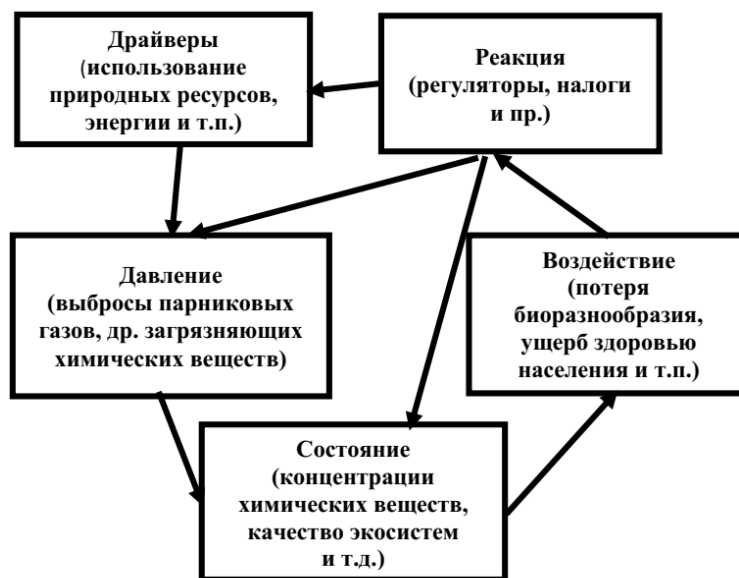 Драйверы
(использование
природных ресурсов,
энергии и т.п.)
Реакция
(регуляторы, налоги
и пр.)
Давление
(выбросы парниковых
газов, др. загрязняющих
химических веществ)
Воздействие
(потеря
биоразнообразия,
ущерб здоровью
населения и т.п.)
Состояние
(концентрации
химических веществ,
качество экосистем
и т.д.)